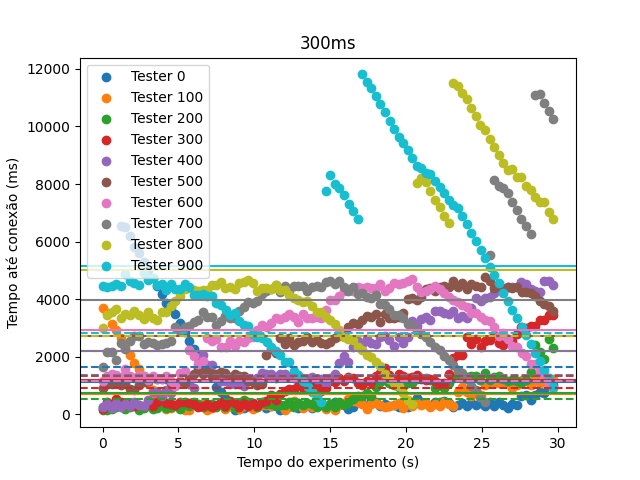 300ms
12000
10000
8000
6000
4000
2000
0
Tempo até conexão (ms)
Tester 0
Tester 100
Tester 200
Tester 300
Tester 400
Tester 500
Tester 600
Tester 700
Tester 800
Tester 900
0 5 10 15 20 25 30
Tempo do experimento (s)